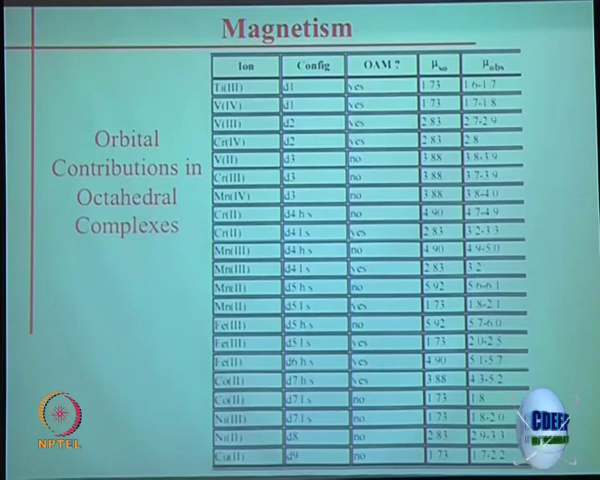 Magnetism
Orbital
Contributions in
Octahedral
Complexes
Ion Config OAM ? μso μobs
Ti(III) d1 yes 1.73 1.6-1.7
V(IV) d1 yes 1.73 1.7-1.8
V(III) d2 yes 2.83 2.7-2.9
Cr(IV) d2 yes 2.83 2.8
V(II) d3 no 3.88 3.8-3.9
Cr(III) d3 no 3.88 3.7-3.9
Mn(IV) d3 no 3.88 3.8-4.0
Cr(II) d4 h.s no 4.90 4.7-4.9
Cr(II) d4 l.s yes 2.83 3.2-3.3
Mn(III) d4 h.s no 4.90 4.9-5.0
Mn(III) d4 l.s yes 2.83 3.2
Mn(II) d5 h.s no 5.92 5.6-6.1
Mn(II) d5 l.s yes 1.73 1.8-2.1
Fe(III) d5 h.s no 5.92 5.7-6.0
Fe(III) d5 l.s yes 1.73 2.0-2.5
Fe(II) d6 h.s yes 4.90 5.1-5.7
Co(II) d7 h.s yes 3.88 4.3-5.2
Co(II) d7 l.s no 1.73 1.8
Ni(III) d7 l.s no 1.73 1.8-2.0
Ni(II) d8 no 2.83 2.9-3.3
Cu(II) d9 no 1.73 1.7-2.2
NPTEL
CDEEP